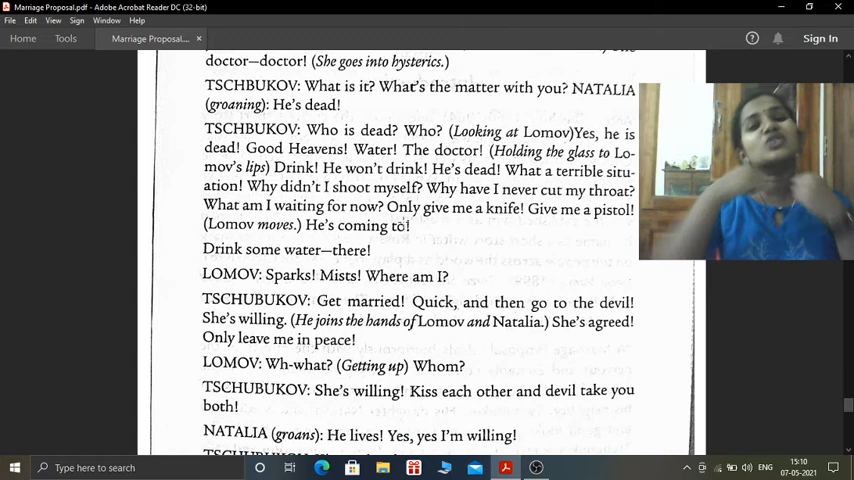 Marriage Proposal.pdf - Adobe Acrobat Reader DC (32-bit)
File Edit View Sign Window Help
Home Tools Marriage Proposal.... × Sign In
doctor—doctor! (She goes into hysterics.)
TSCHBUKOV: What is it? What's the matter with you? NATALIA
(groaning): He's dead!
TSCHBUKOV: Who is dead? Who? (Looking at Lomov)Yes, he is
dead! Good Heavens! Water! The doctor! (Holding the glass to Lo-
mov's lips) Drink! He won't drink! He's dead! What a terrible situ-
ation! Why didn't I shoot myself? Why have I never cut my throat?
What am I waiting for now? Only give me a knife! Give me a pistol!
(Lomov moves.) He's coming to!
Drink some water—there!
LOMOV: Sparks! Mists! Where am I?
TSCHUBUKOV: Get married! Quick, and then go to the devil!
She's willing. (He joins the hands of Lomov and Natalia.) She's agreed!
Only leave me in peace!
LOMOV: Wh-what? (Getting up) Whom?
TSCHUBUKOV: She's willing! Kiss each other and devil take you
both!
NATALIA (groans): He lives! Yes, yes I'm willing!
Type here to search
ENG
15:10
07-05-2021